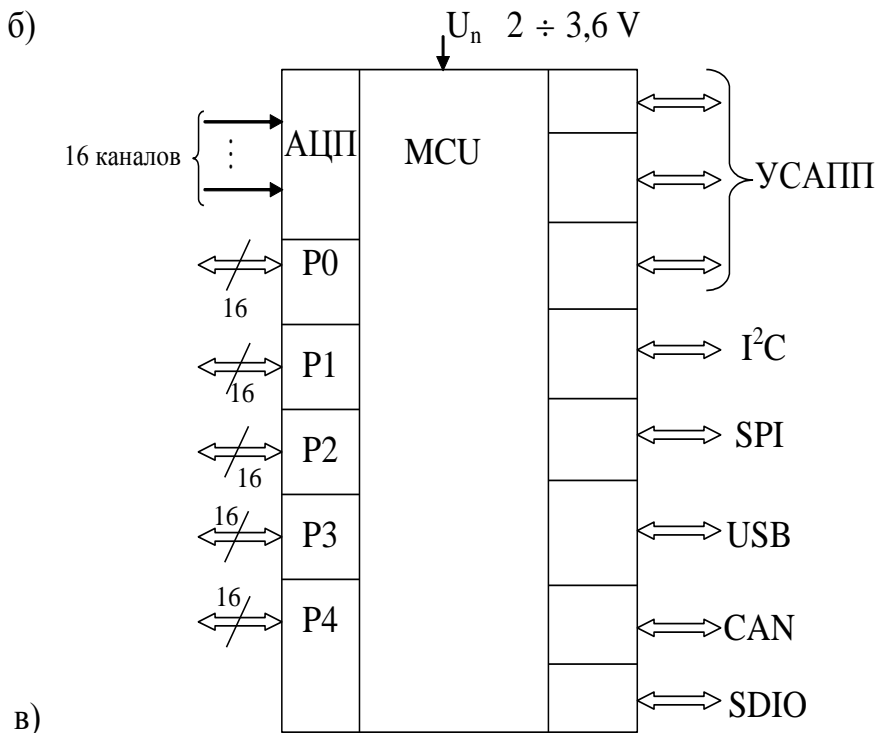 б)
Uп 2 ÷ 3,6 V
16 каналов
АЦП
MCU
УСАПП
P0
16
P1
16
I²C
P2
16
SPI
16
P3
USB
16
P4
CAN
SDIO
в)